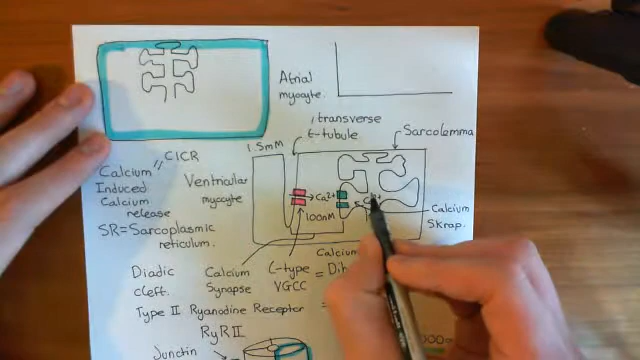 Atrial
myocyte.
transverse
t-tubule
Sarcolemma
1.5mM
CICR
Calcium
Induced
Calcium
release
Ventricular
myocyte
Ca2+
100nM
Calcium
Skrap.
SR=Sarcoplasmic
reticulum.
Diadic
cleft.
Calcium
Synapse
L-type
VGCC
Calcium
= Dih
Type II Ryanodine Receptor
=
RyR II
Junctin